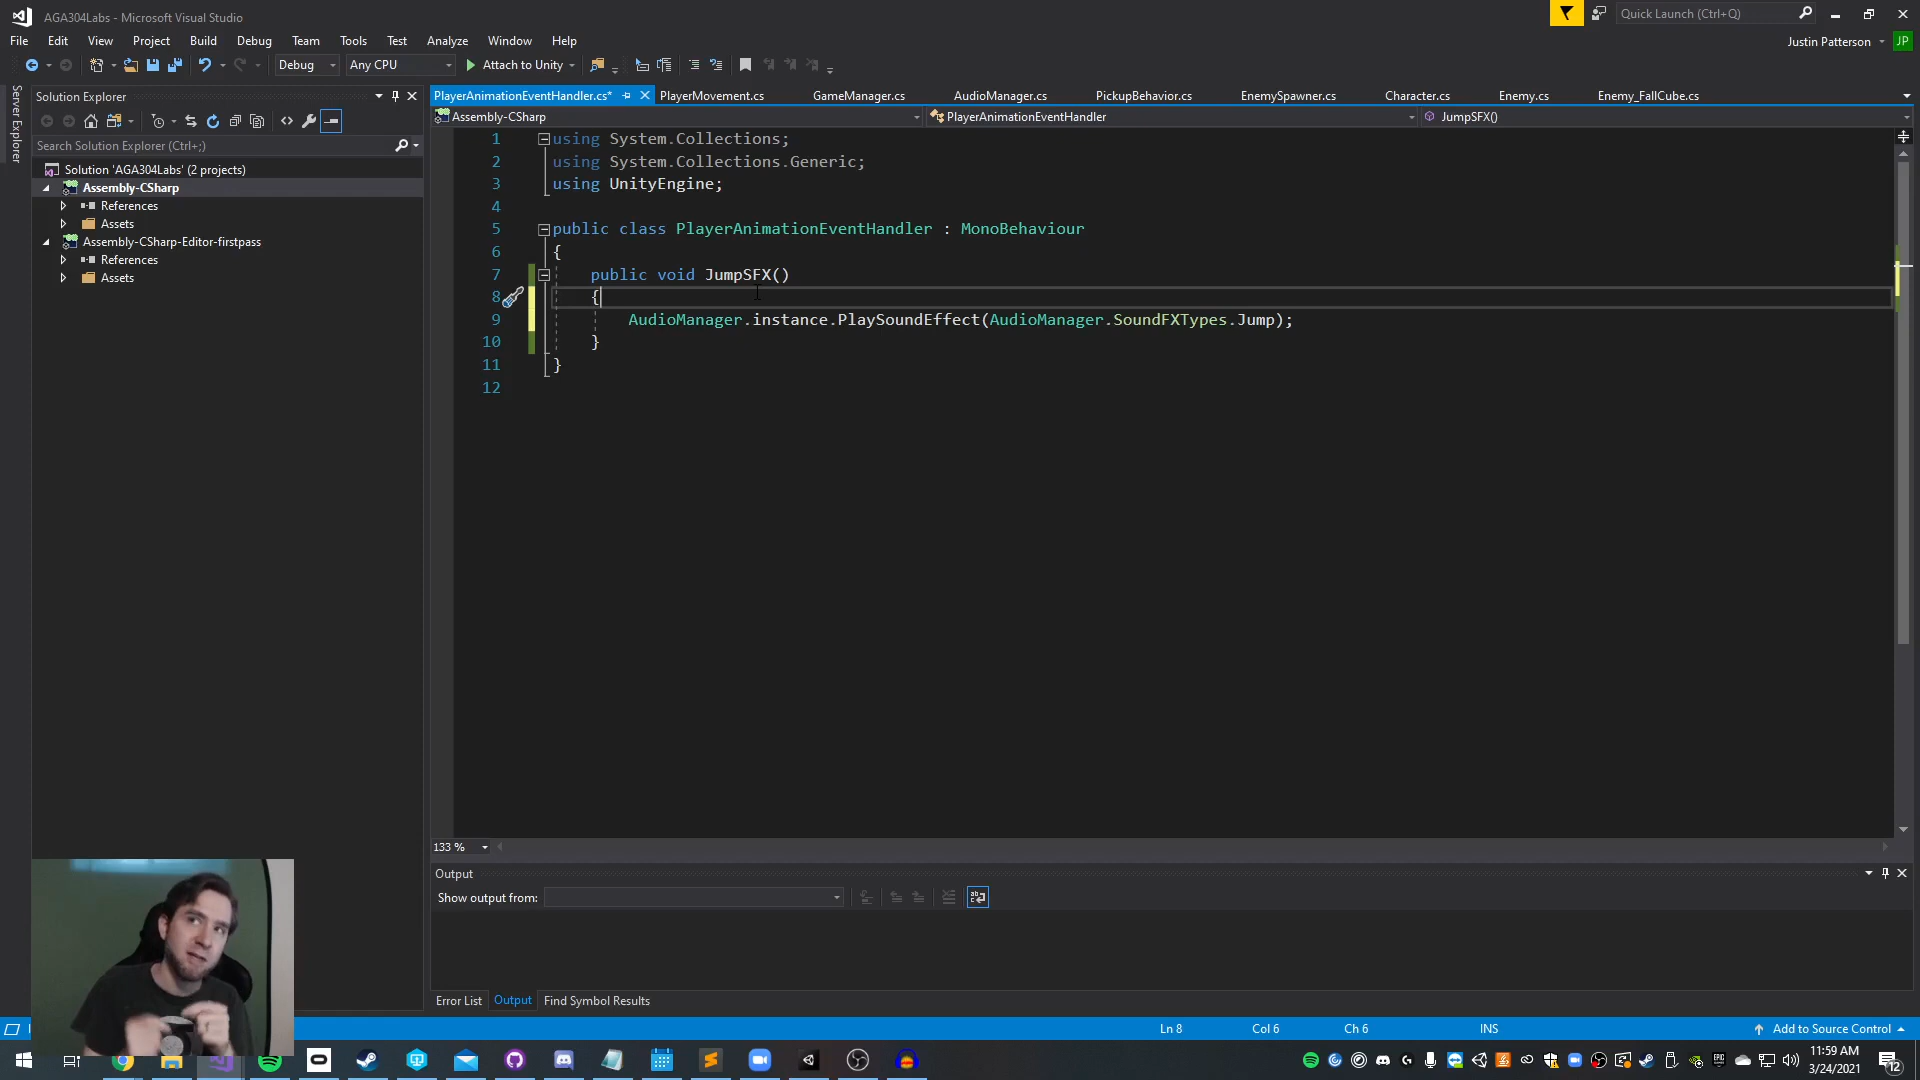 AGA304Labs - Microsoft Visual Studio
Quick Launch (Ctrl+Q)
File Edit View Project Build Debug Team Tools Test Analyze Window Help
Justin Patterson
JP
Debug Any CPU Attach to Unity
Server Explorer
Solution Explorer
Search Solution Explorer (Ctrl+;)
Solution 'AGA304Labs' (2 projects)
Assembly-CSharp
References
Assets
Assembly-CSharp-Editor-firstpass
References
Assets
PlayerAnimationEventHandler.cs* PlayerMovement.cs GameManager.cs AudioManager.cs PickupBehavior.cs EnemySpawner.cs Character.cs Enemy.cs Enemy_FallCube.cs
Assembly-CSharp PlayerAnimationEventHandler JumpSFX()
1 using System.Collections;
2 using System.Collections.Generic;
3 using UnityEngine;
4
5 public class PlayerAnimationEventHandler : MonoBehaviour
6 {
7 public void JumpSFX()
8 {
9 AudioManager.instance.PlaySoundEffect(AudioManager.SoundFXTypes.Jump);
10 }
11 }
12
133 %
Output
Show output from:
Error List Output Find Symbol Results
Ln 8 Col 6 Ch 6 INS Add to Source Control
11:59 AM
3/24/2021
12